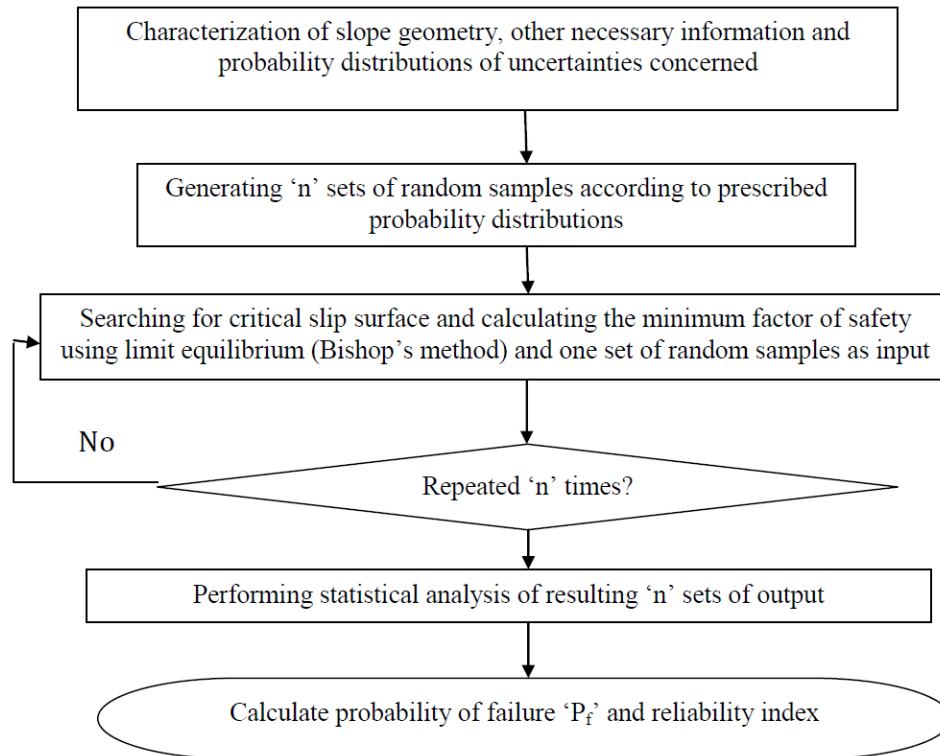 Characterization of slope geometry, other necessary information and
probability distributions of uncertainties concerned
Generating ‘n’ sets of random samples according to prescribed
probability distributions
Searching for critical slip surface and calculating the minimum factor of safety
using limit equilibrium (Bishop’s method) and one set of random samples as input
No
Repeated ‘n’ times?
Performing statistical analysis of resulting ‘n’ sets of output
Calculate probability of failure ‘Pf’ and reliability index